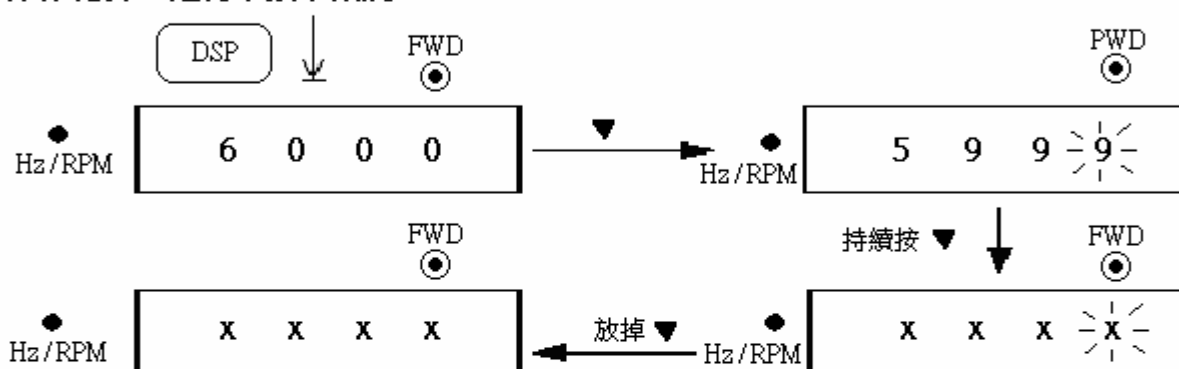 DSP
FWD
Hz/RPM
6 0 0 0
▼
PWD
Hz/RPM
5 9 9 9
持續按 ▼
FWD
Hz/RPM
x x x x
放掉 ▼
FWD
Hz/RPM
x x x x